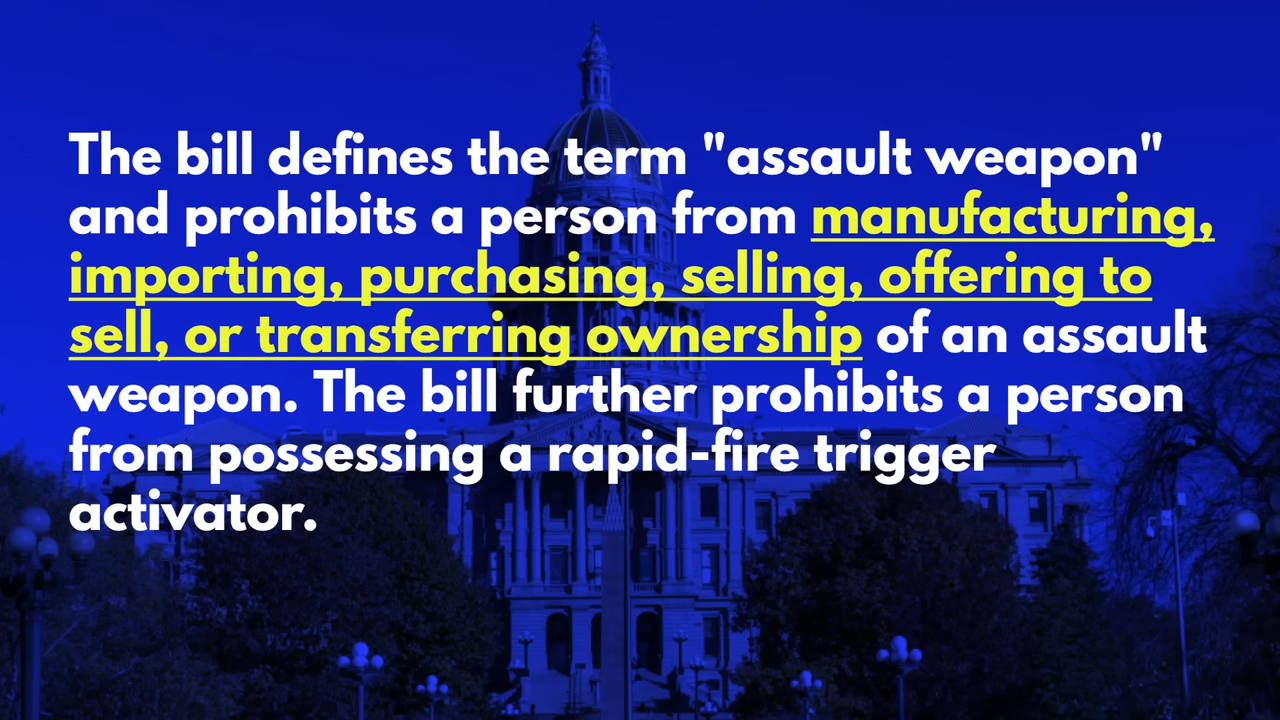 The bill defines the term "assault weapon"
and prohibits a person from manufacturing,
importing, purchasing, selling, offering to
sell, or transferring ownership of an assault
weapon. The bill further prohibits a person
from possessing a rapid-fire trigger
activator.